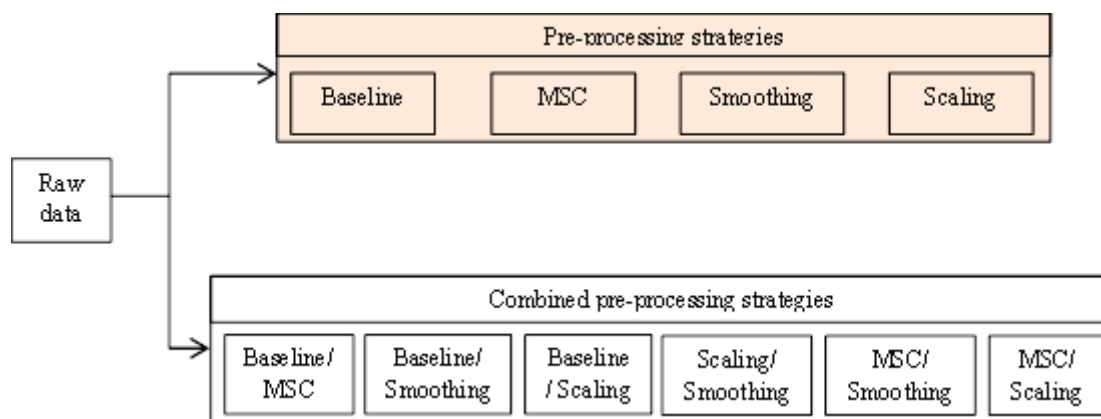 Pre-processing strategies
Baseline
MSC
Smoothing
Scaling
Raw
data
Combined pre-processing strategies
Baseline/
MSC
Baseline/
Smoothing
Baseline
/Scaling
Scaling/
Smoothing
MSC/
Smoothing
MSC/
Scaling